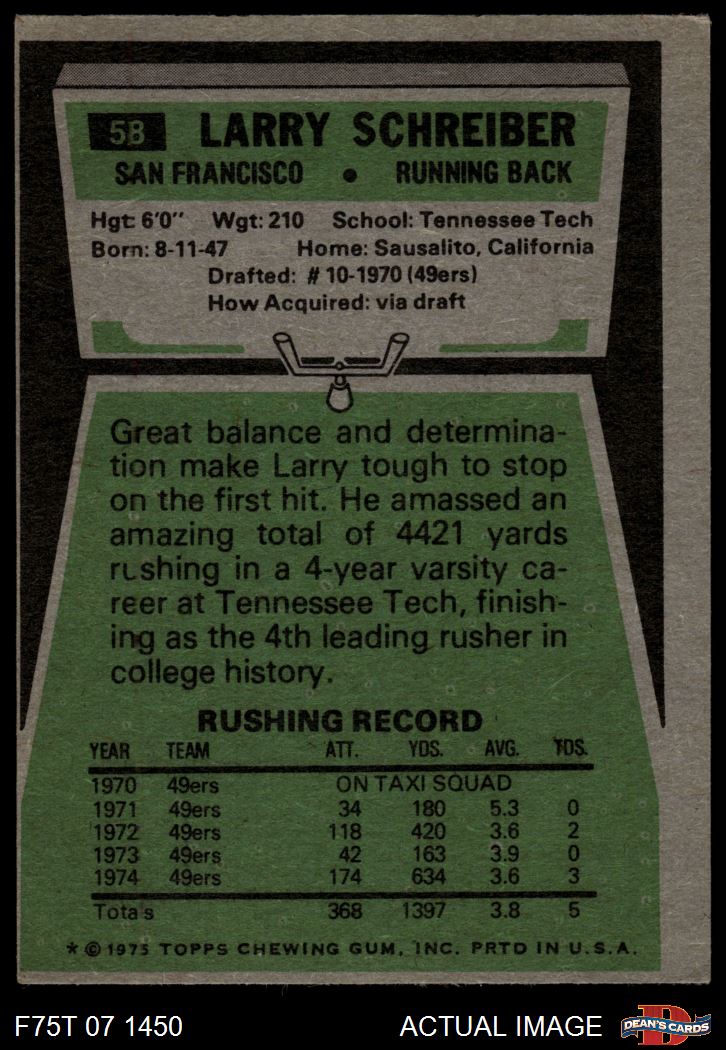 58 LARRY SCHREIBER
SAN FRANCISCO • RUNNING BACK
Hgt: 6'0" Wgt: 210 School: Tennessee Tech
Born: 8-11-47 Home: Sausalito, California
Drafted: #10-1970 (49ers)
How Acquired: via draft
Great balance and determina-
tion make Larry tough to stop
on the first hit. He amassed an
amazing total of 4421 yards
rushing in a 4-year varsity ca-
reer at Tennessee Tech, finish-
ing as the 4th leading rusher in
college history.
RUSHING RECORD
YEAR TEAM ATT. YDS. AVG. TDS.
1970 49ers ON TAXI SQUAD
1971 49ers 34 180 5.3 0
1972 49ers 118 420 3.6 2
1973 49ers 42 163 3.9 0
1974 49ers 174 634 3.6 3
Totals 368 1397 3.8 5
* © 1975 TOPPS CHEWING GUM, INC. PRTD IN U.S.A.
F75T 07 1450 ACTUAL IMAGE D DEAN'S CARDS